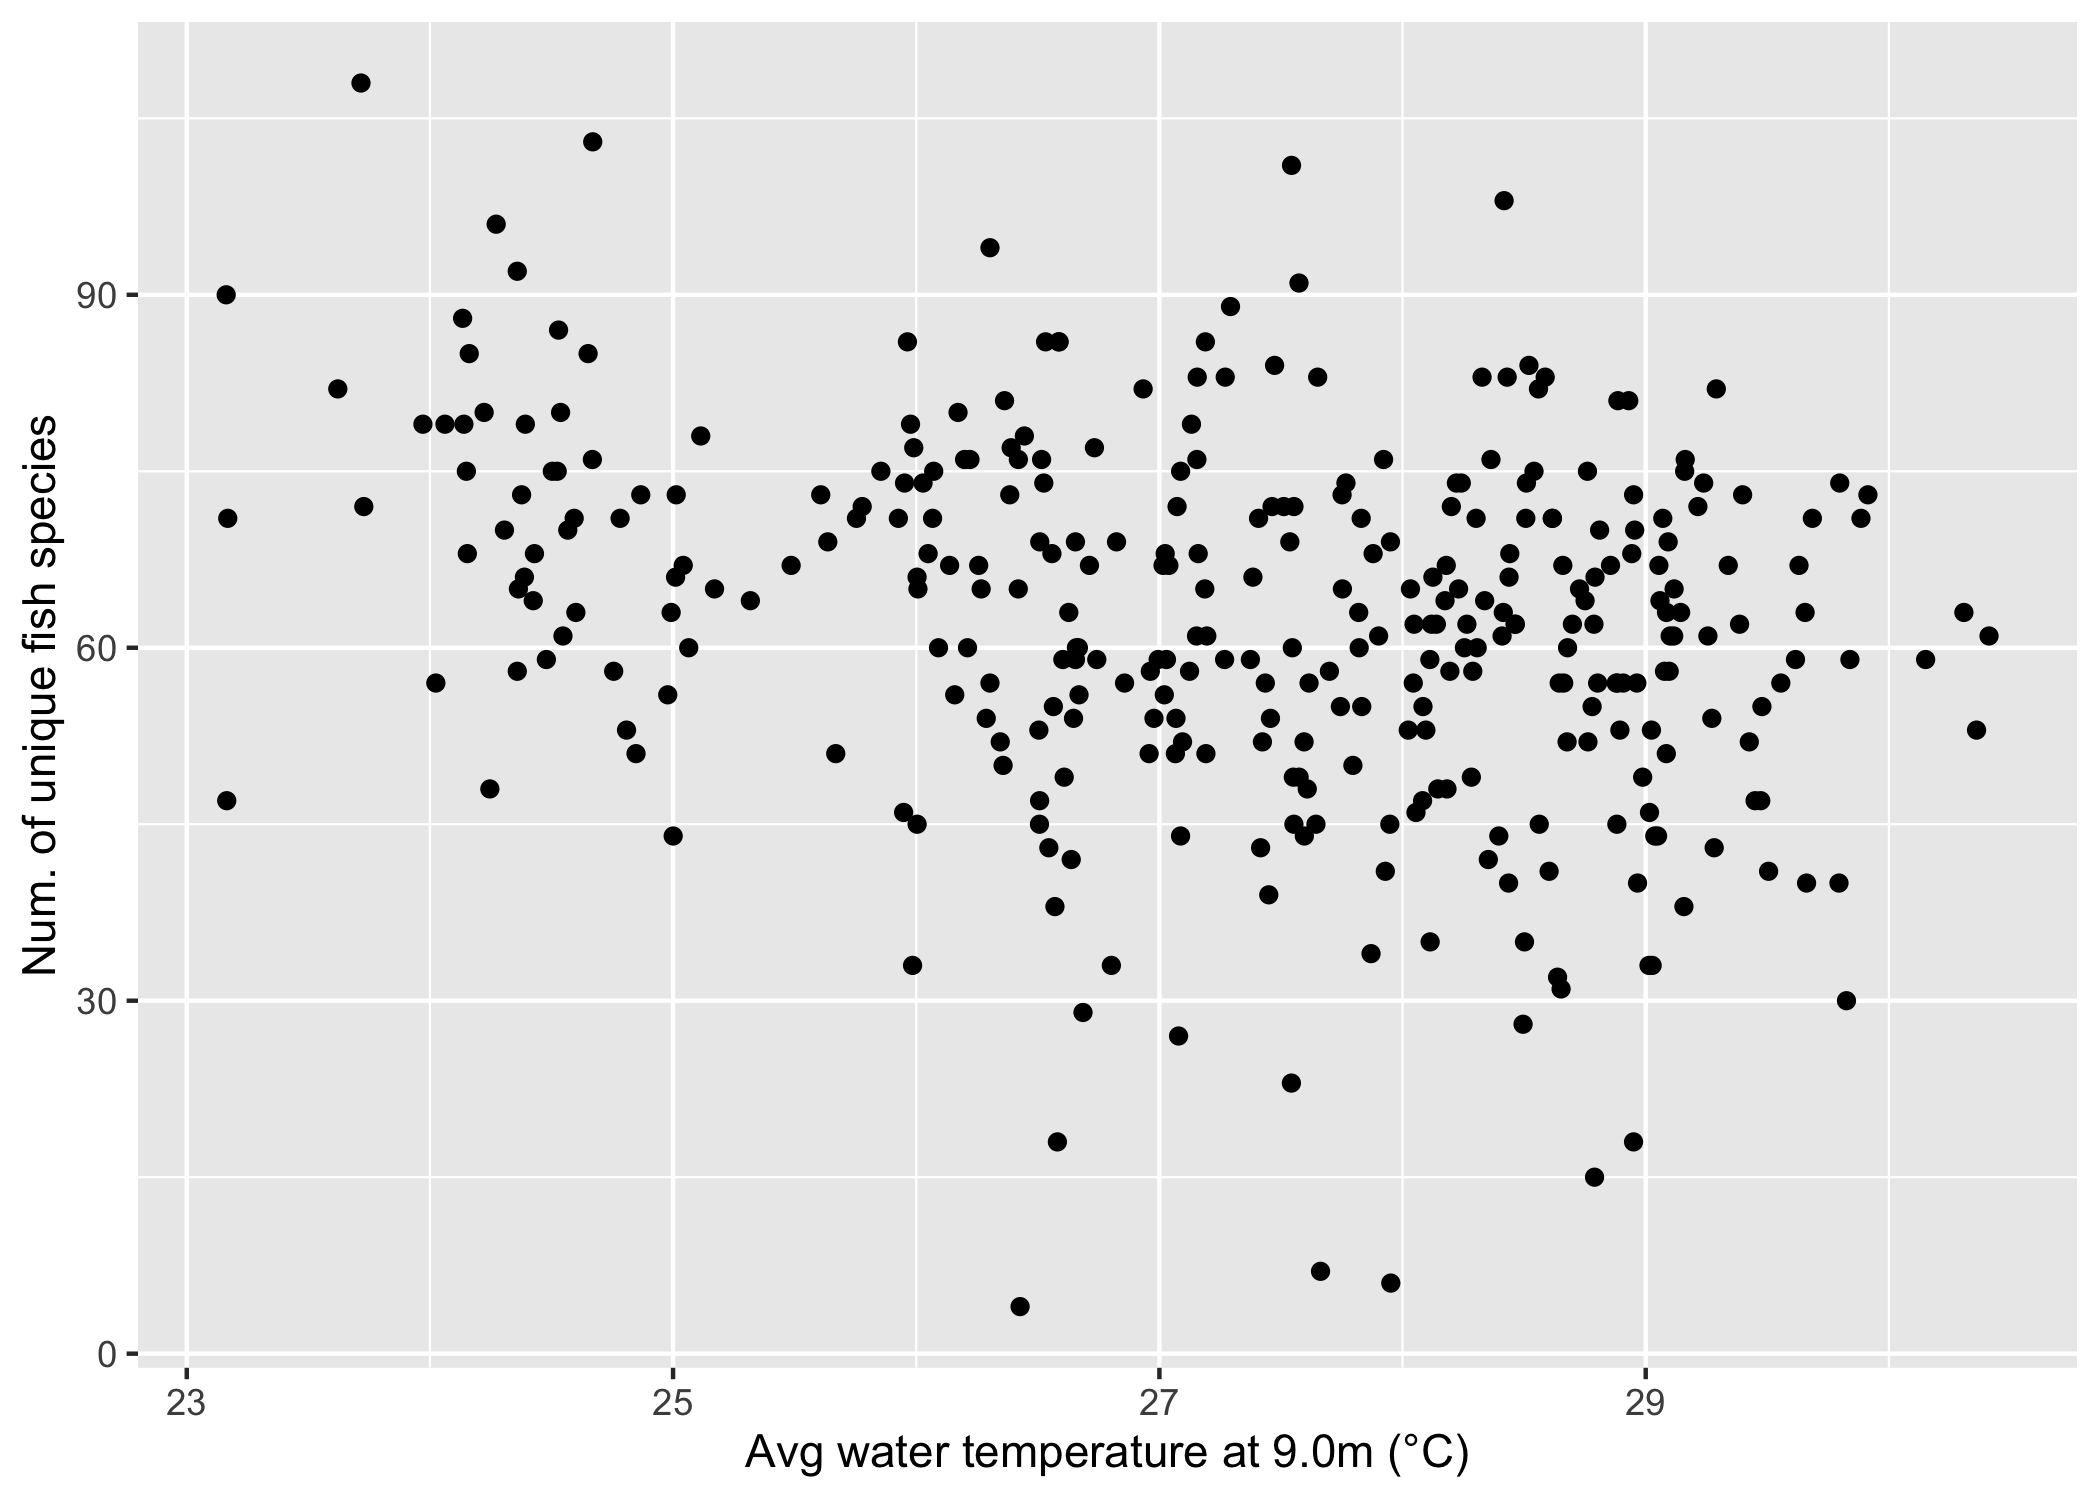 Num. of unique fish species
90
60
30
0
23 25 27 29
Avg water temperature at 9.0m (°C)